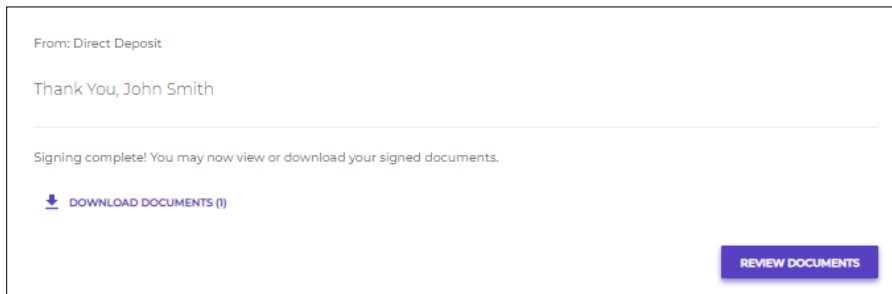 From: Direct Deposit
Thank You, John Smith
Signing complete! You may now view or download your signed documents.
DOWNLOAD DOCUMENTS (1)
REVIEW DOCUMENTS